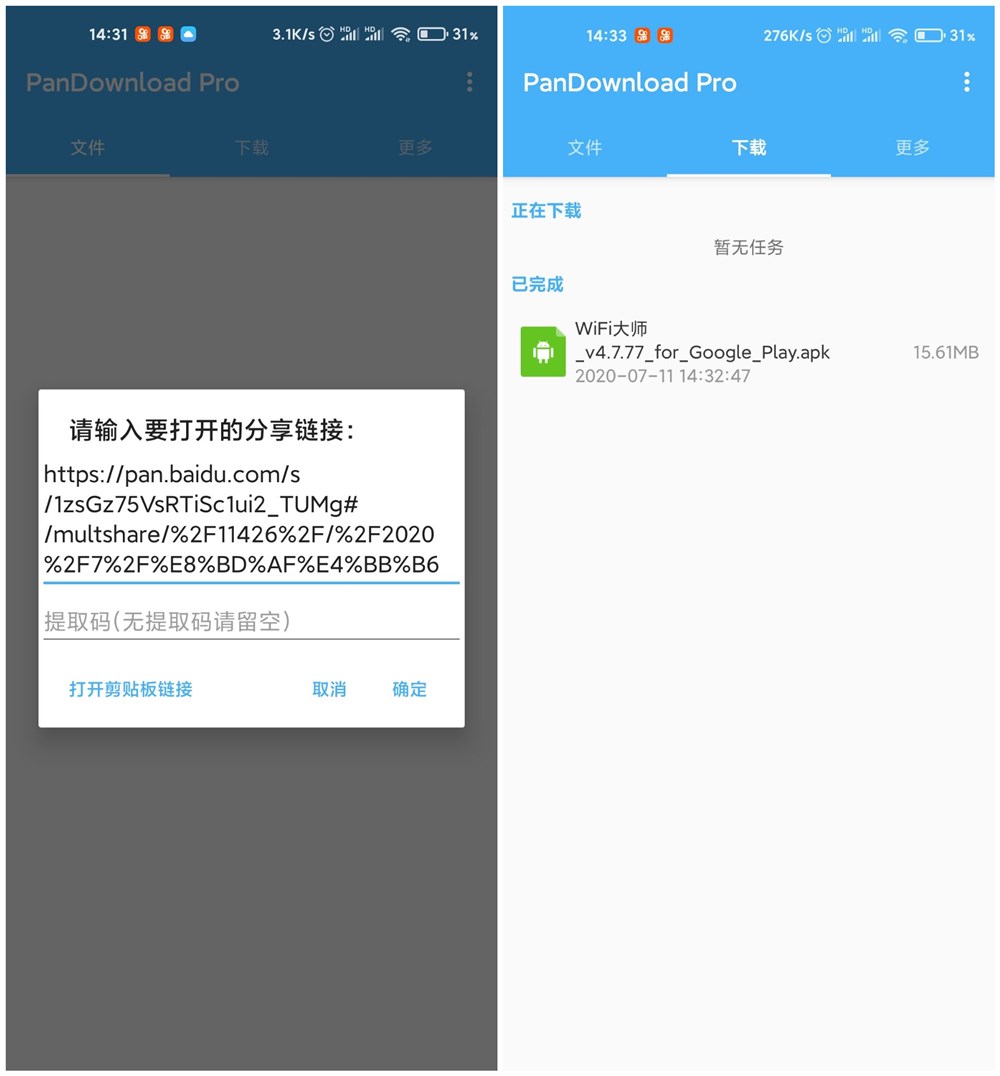 14:31
3.1K/s
HD
HD
31%
PanDownload Pro
文件
下载
更多
请输入要打开的分享链接：
https://pan.baidu.com/s
/1zsGz75VsRTiSc1ui2_TUMg#
/multshare/%2F11426%2F/%2F2020
%2F7%2F%E8%BD%AF%E4%BB%B6
提取码(无提取码请留空)
打开剪贴板链接
取消
确定
14:33
276K/s
HD
HD
31%
PanDownload Pro
文件
下载
更多
正在下载
暂无任务
已完成
WiFi大师
_v4.7.77_for_Google_Play.apk
15.61MB
2020-07-11 14:32:47